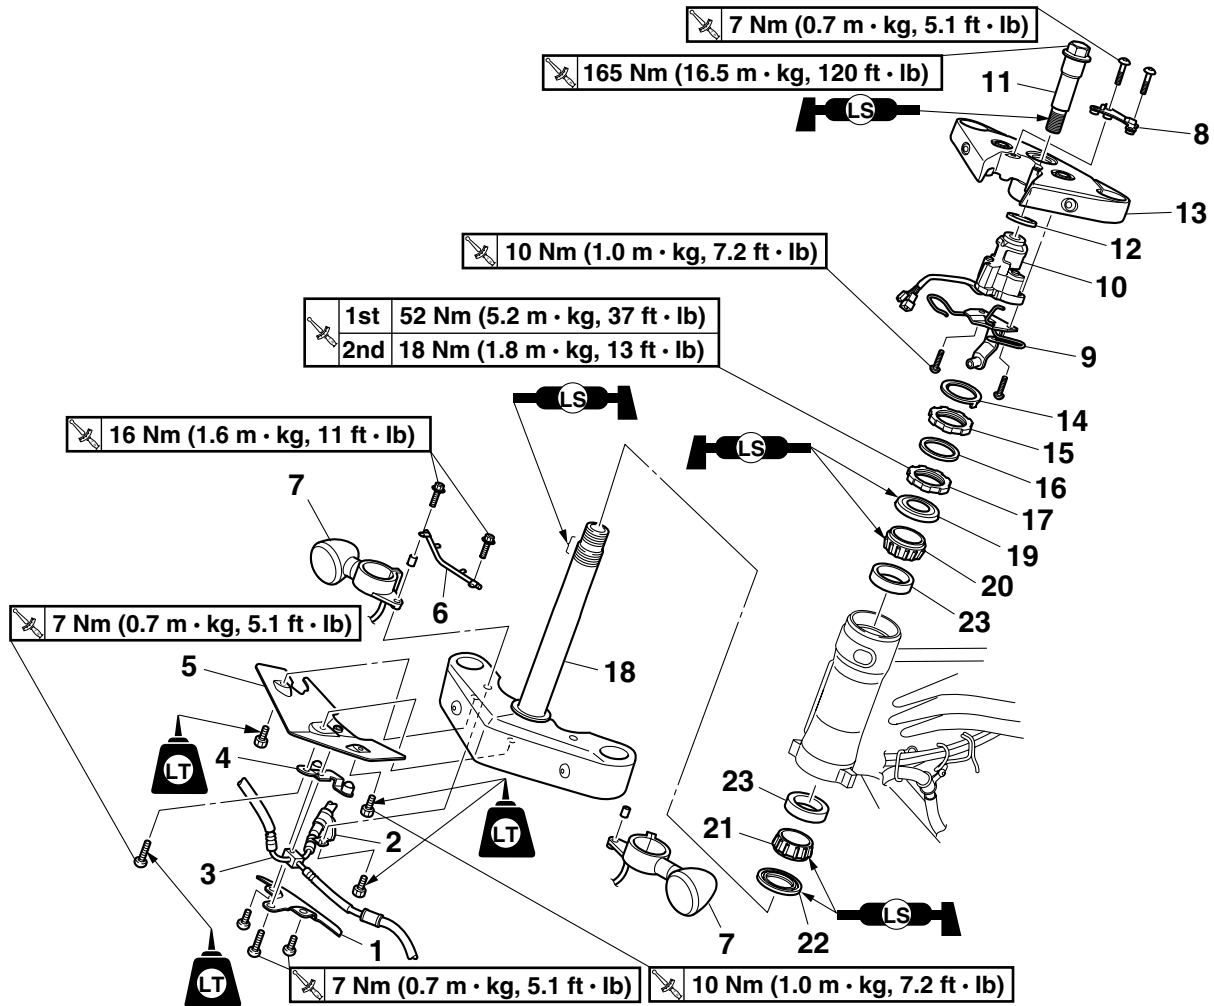 7 Nm (0.7 m · kg, 5.1 ft · lb)
165 Nm (16.5 m · kg, 120 ft · lb)
11
LS
8
13
12
10 Nm (1.0 m · kg, 7.2 ft · lb)
10
1st 52 Nm (5.2 m · kg, 37 ft · lb)
2nd 18 Nm (1.8 m · kg, 13 ft · lb)
9
LS
14
16 Nm (1.6 m · kg, 11 ft · lb)
LS
15
16
7
17
19
20
6
23
7 Nm (0.7 m · kg, 5.1 ft · lb)
5
18
LT
4
23
2
LT
21
3
1
7
22
LS
LT
7 Nm (0.7 m · kg, 5.1 ft · lb)
10 Nm (1.0 m · kg, 7.2 ft · lb)